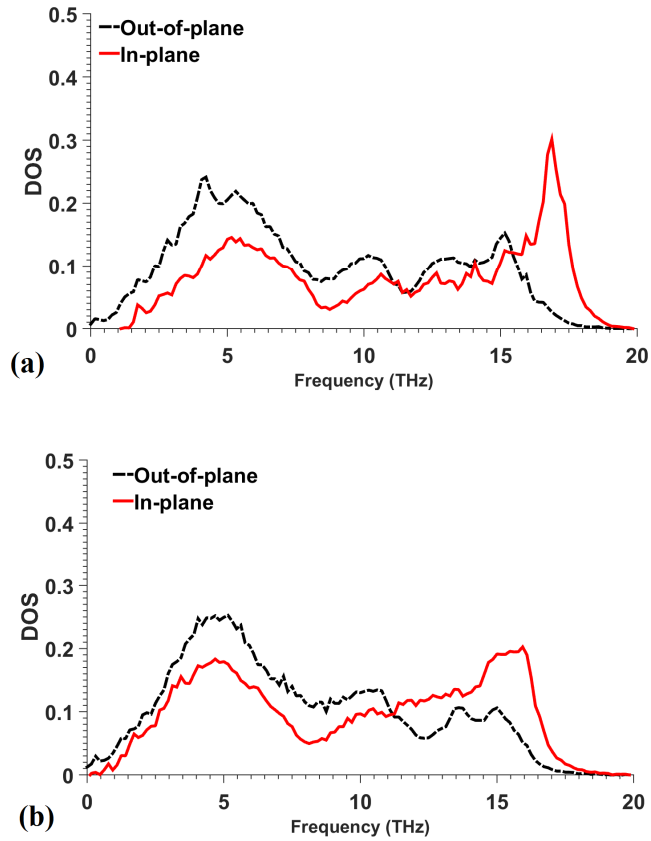 0.5
Out-of-plane
In-plane
0.4
0.3
DOS
0.2
0.1
0
0 5 10 15 20
(a)
Frequency (THz)
0.5
Out-of-plane
In-plane
0.4
0.3
DOS
0.2
0.1
0
0 5 10 15 20
(b)
Frequency (THz)